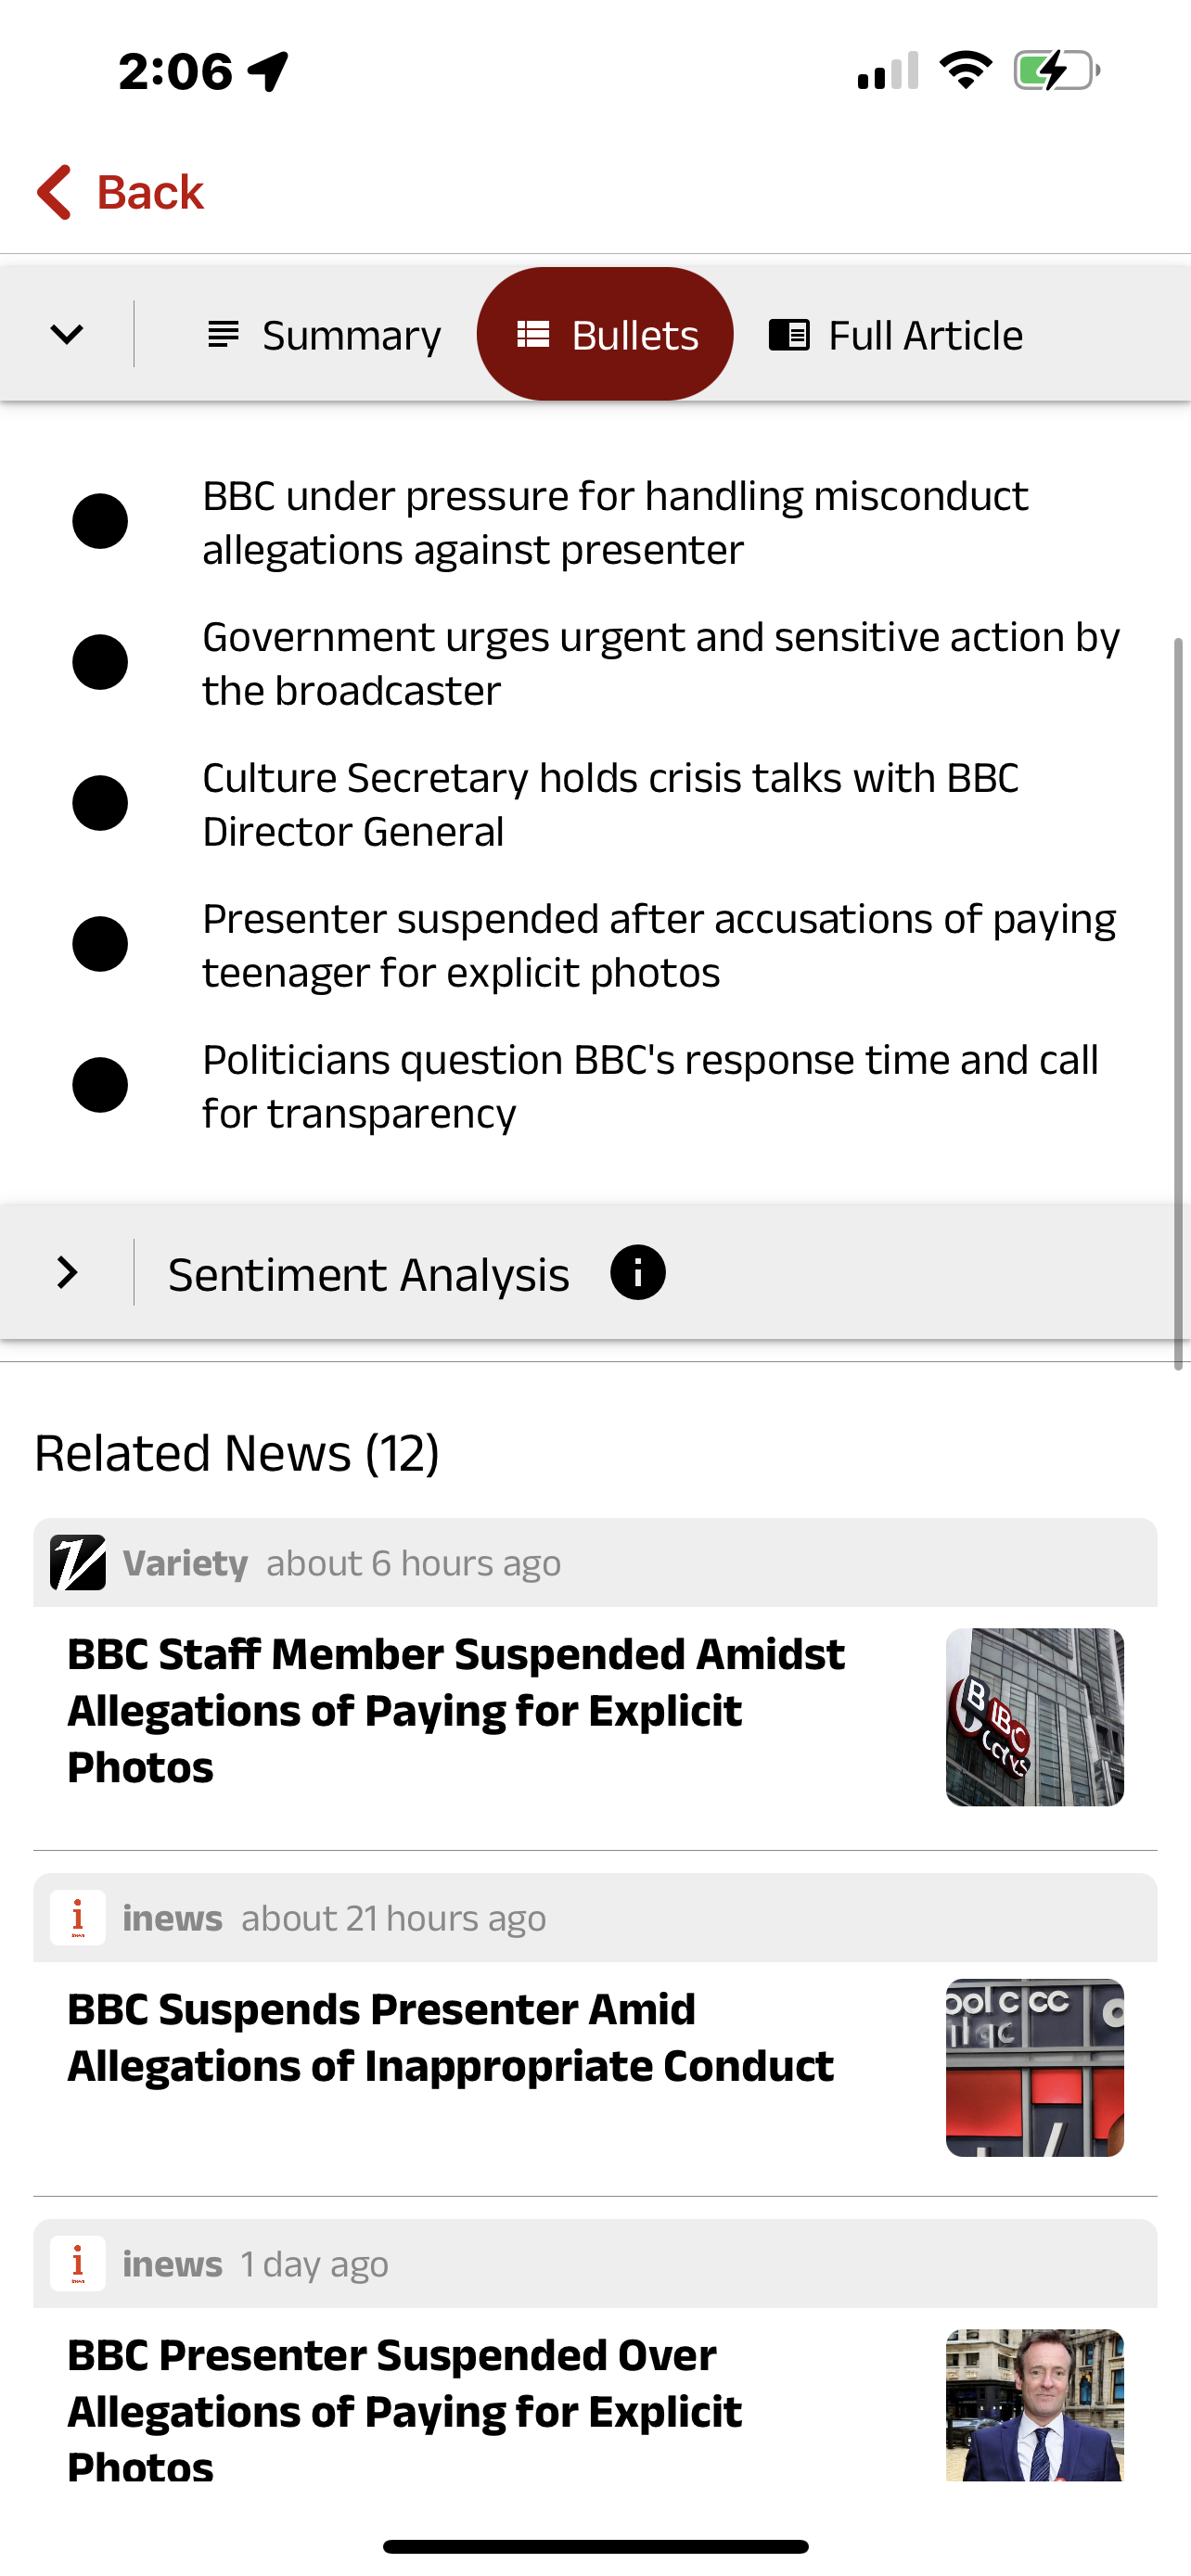 2:06
Back
Summary
Bullets
Full Article
BBC under pressure for handling misconduct
allegations against presenter
Government urges urgent and sensitive action by
the broadcaster
Culture Secretary holds crisis talks with BBC
Director General
Presenter suspended after accusations of paying
teenager for explicit photos
Politicians question BBC's response time and call
for transparency
Sentiment Analysis
Related News (12)
Variety about 6 hours ago
BBC Staff Member Suspended Amidst
Allegations of Paying for Explicit
Photos
inews about 21 hours ago
BBC Suspends Presenter Amid
Allegations of Inappropriate Conduct
inews 1 day ago
BBC Presenter Suspended Over
Allegations of Paying for Explicit
Photos